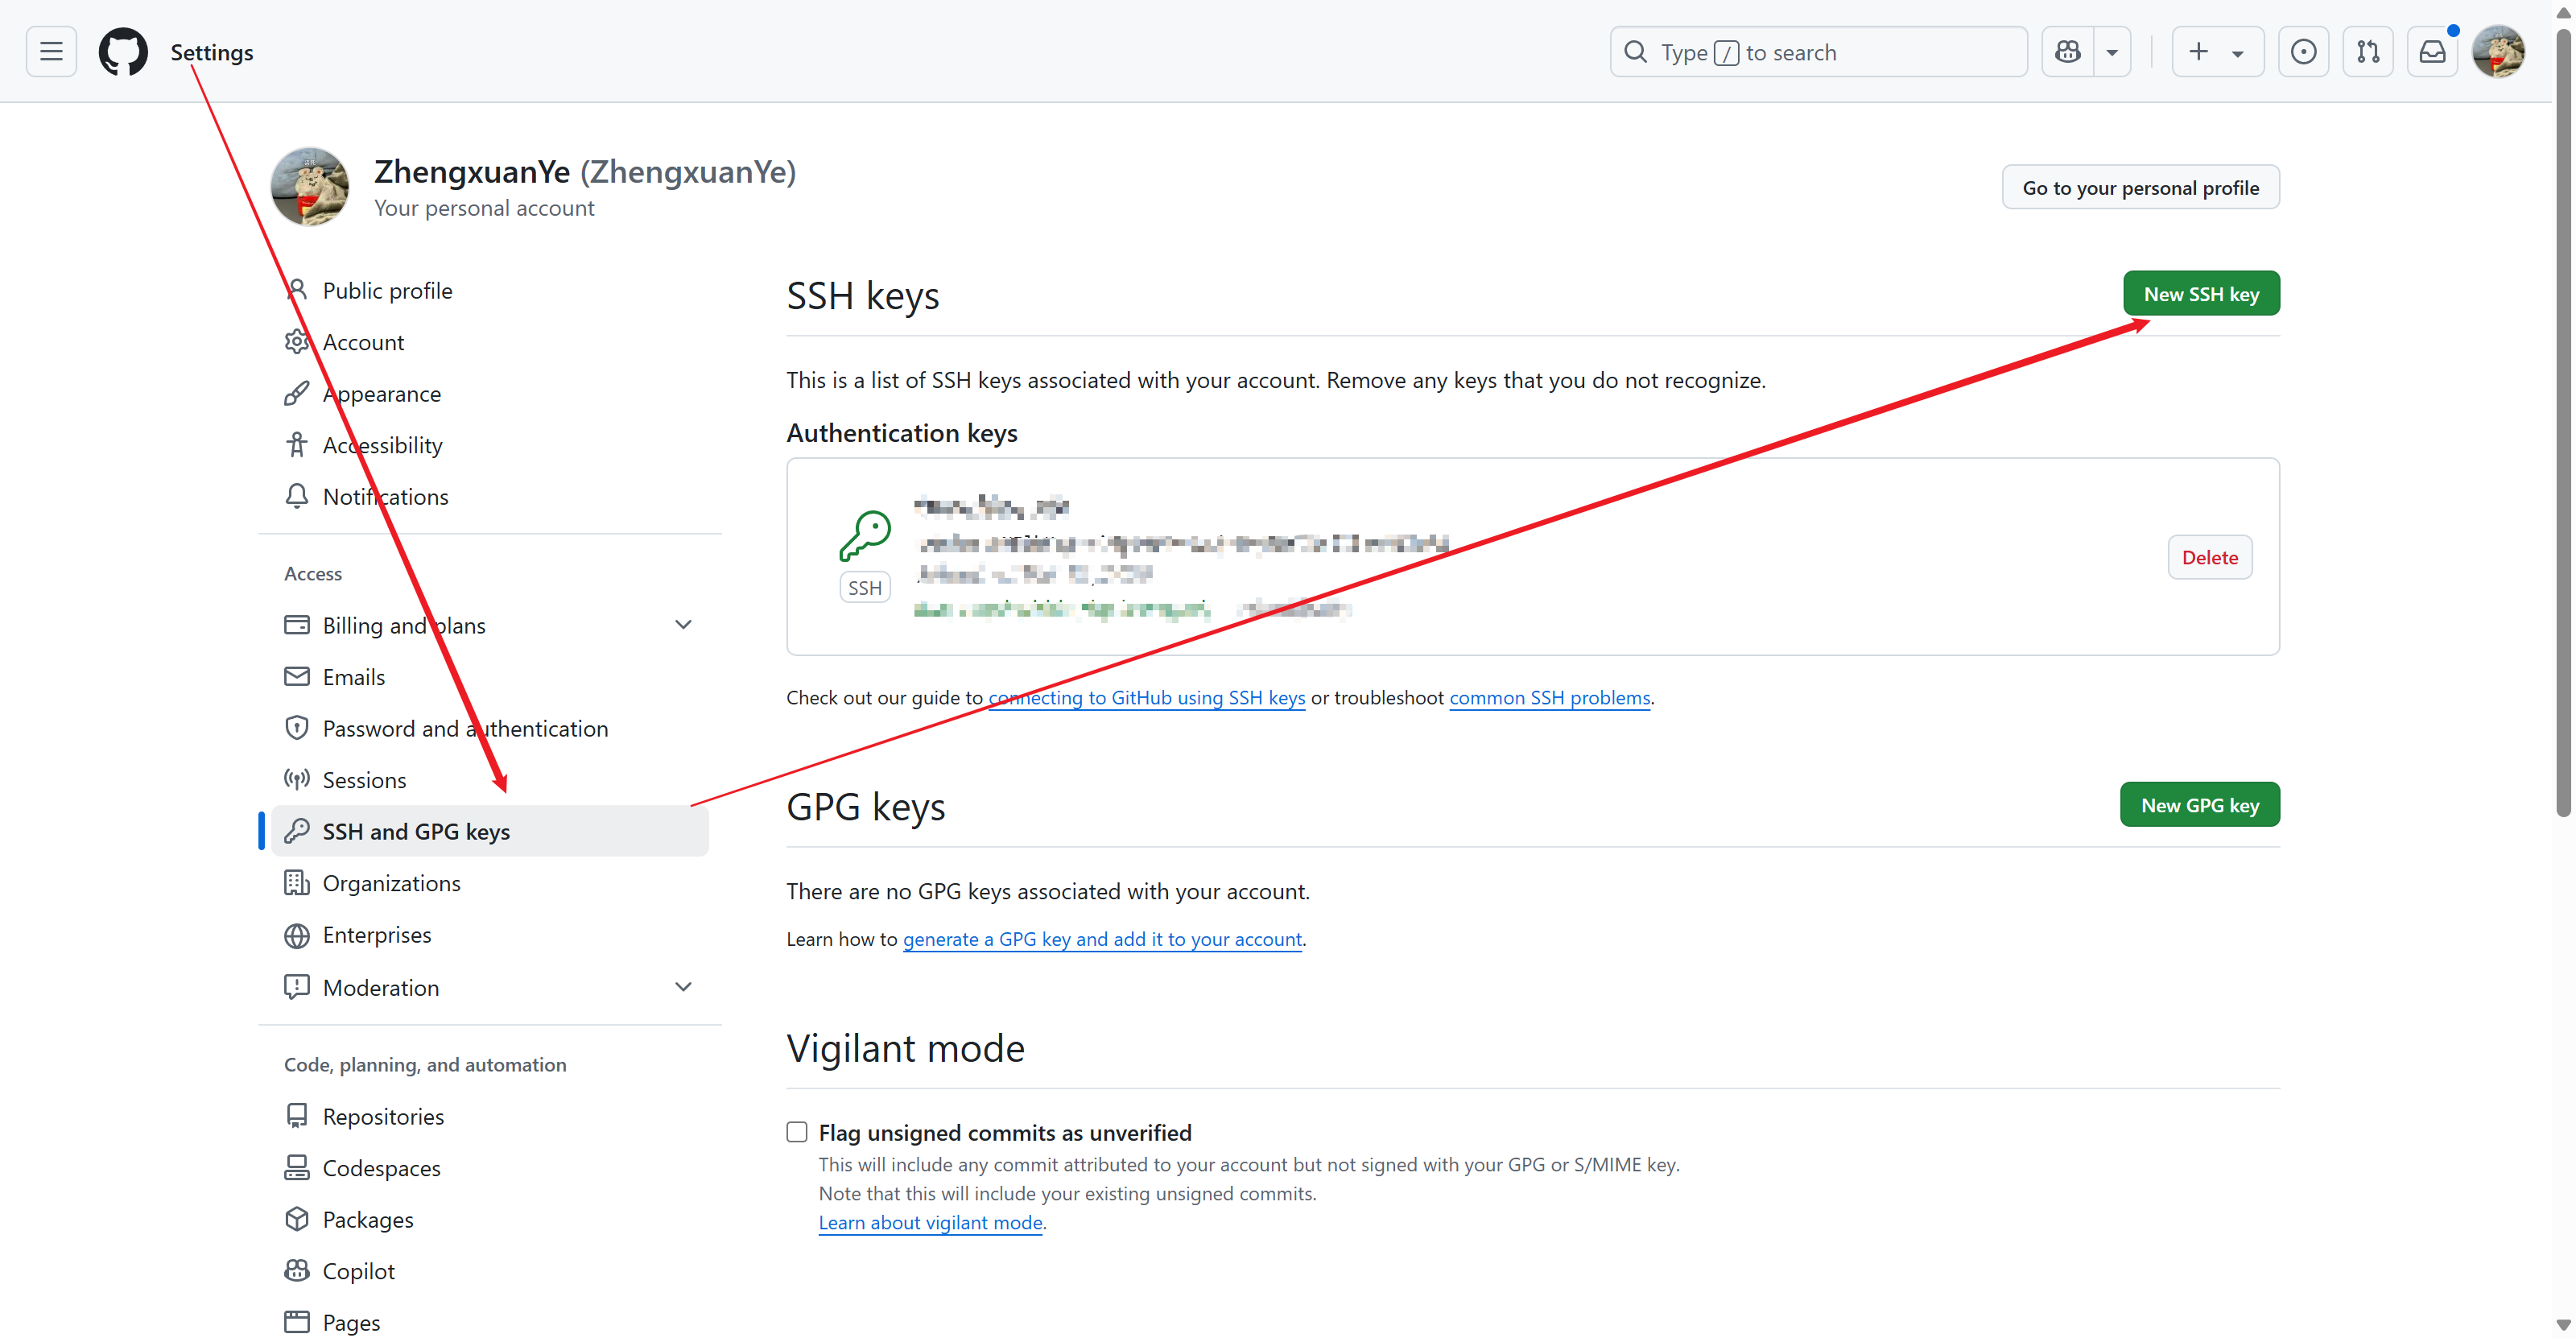 Settings
Type / to search
ZhengxuanYe (ZhengxuanYe)
Your personal account
Go to your personal profile
Public profile
Account
Appearance
Accessibility
Notifications
Access
Billing and plans
Emails
Password and authentication
Sessions
SSH and GPG keys
Organizations
Enterprises
Moderation
Code, planning, and automation
Repositories
Codespaces
Packages
Copilot
Pages
SSH keys
New SSH key
This is a list of SSH keys associated with your account. Remove any keys that you do not recognize.
Authentication keys
SSH
Delete
Check out our guide to connecting to GitHub using SSH keys or troubleshoot common SSH problems.
GPG keys
New GPG key
There are no GPG keys associated with your account.
Learn how to generate a GPG key and add it to your account.
Vigilant mode
Flag unsigned commits as unverified
This will include any commit attributed to your account but not signed with your GPG or S/MIME key.
Note that this will include your existing unsigned commits.
Learn about vigilant mode.